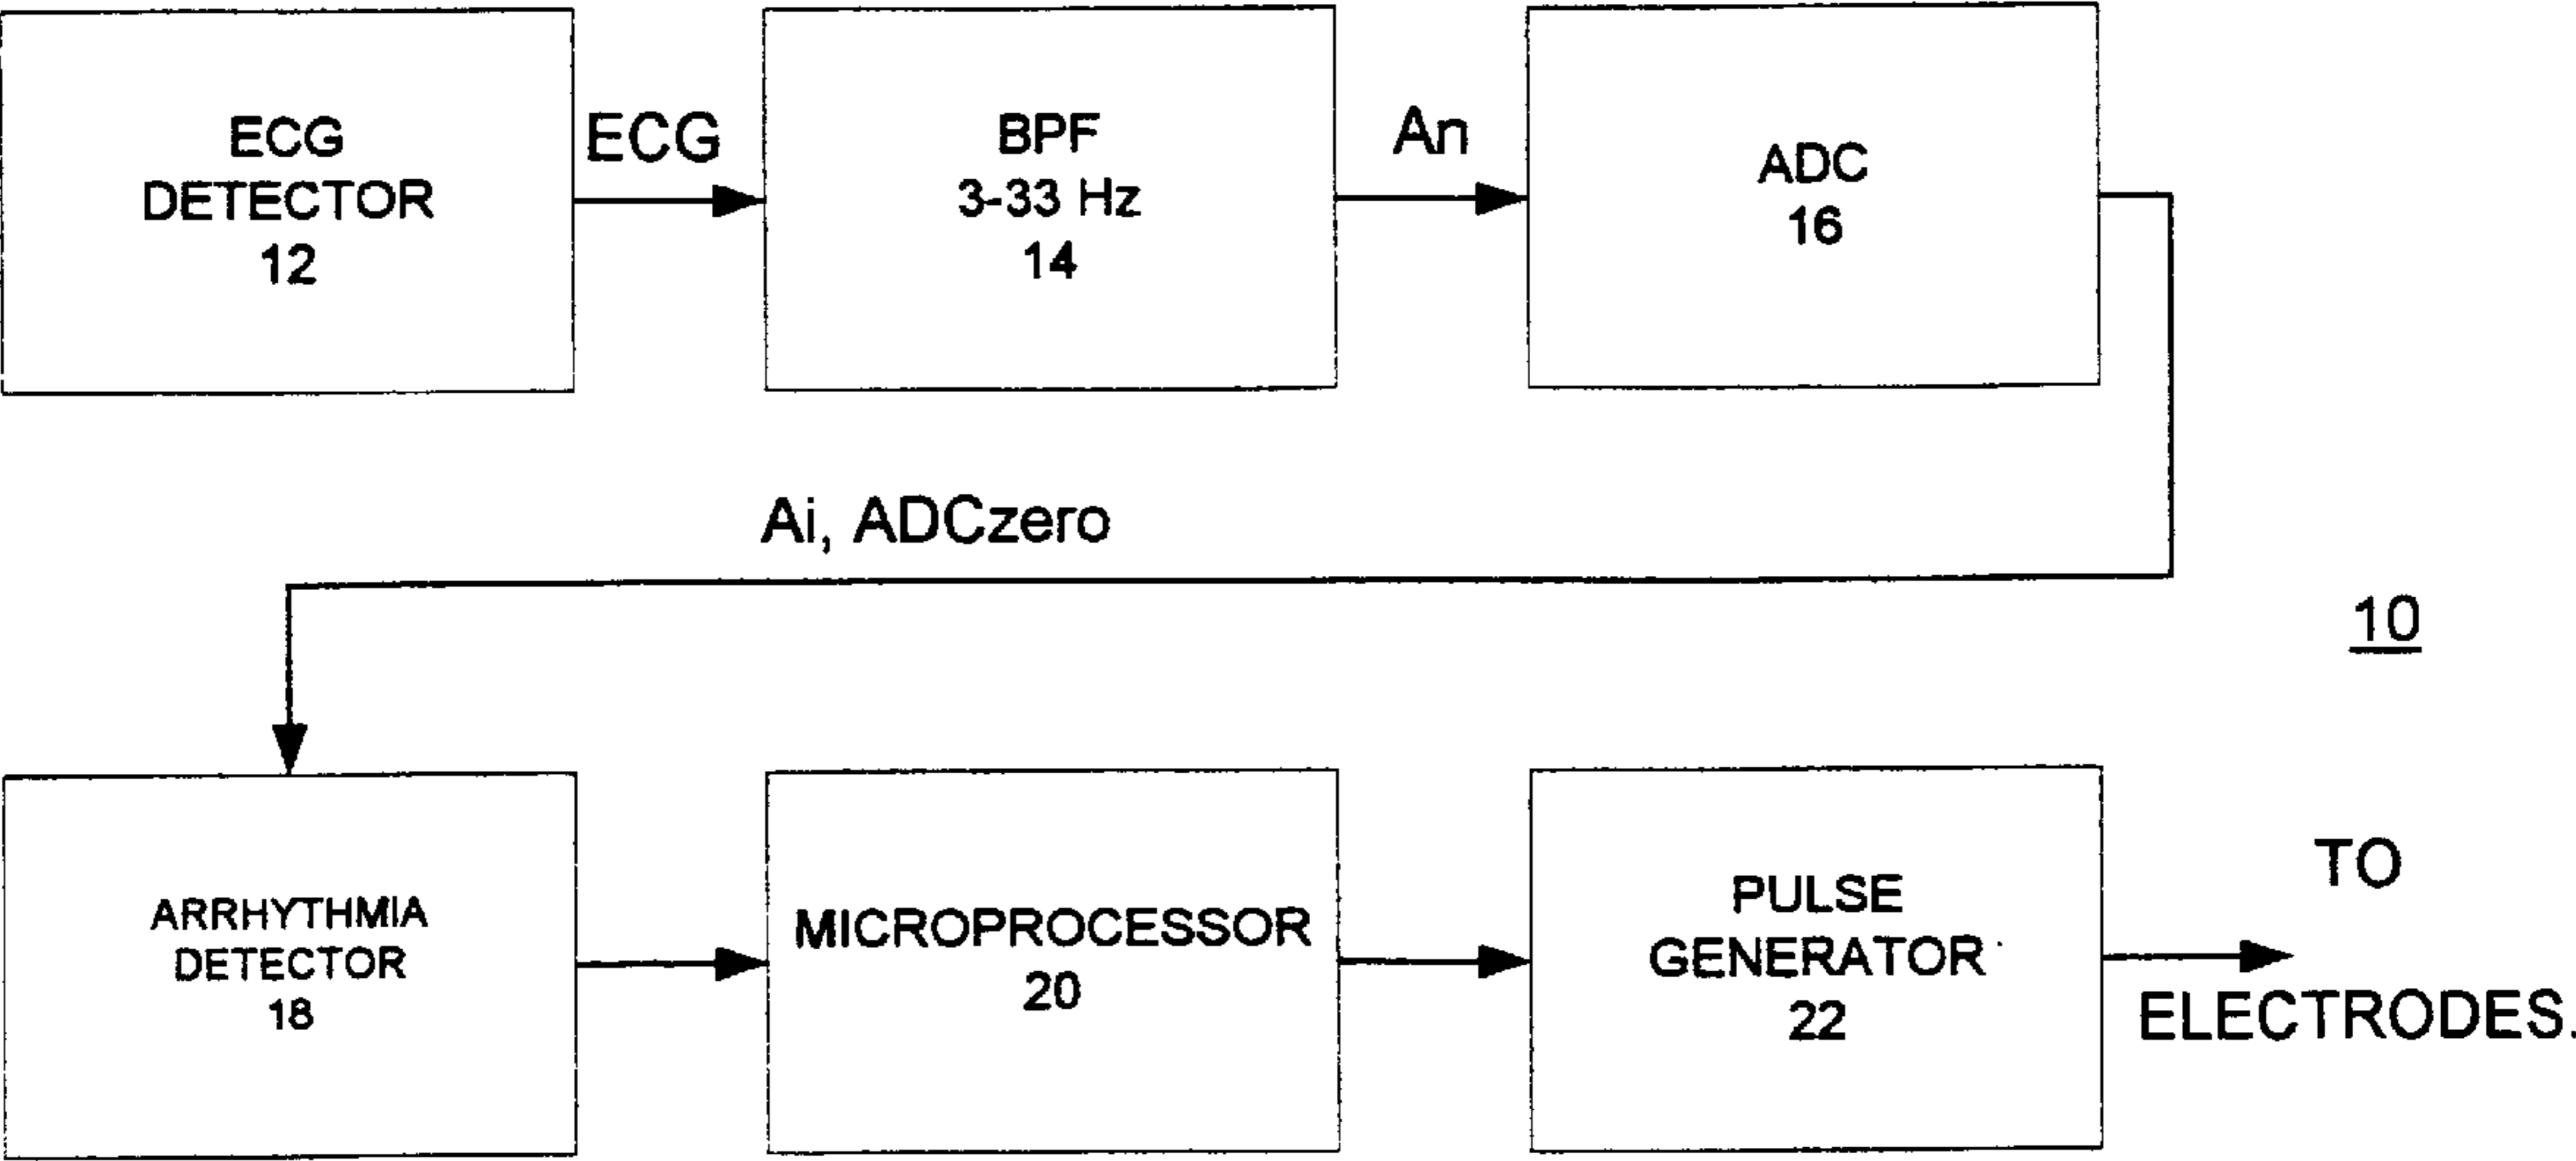 ECG
DETECTOR
12
ECG
BPF
3-33 Hz
14
An
ADC
16
Ai, ADCzero
10
ARRHYTHMIA
DETECTOR
18
MICROPROCESSOR
20
PULSE
GENERATOR
22
TO
ELECTRODES.